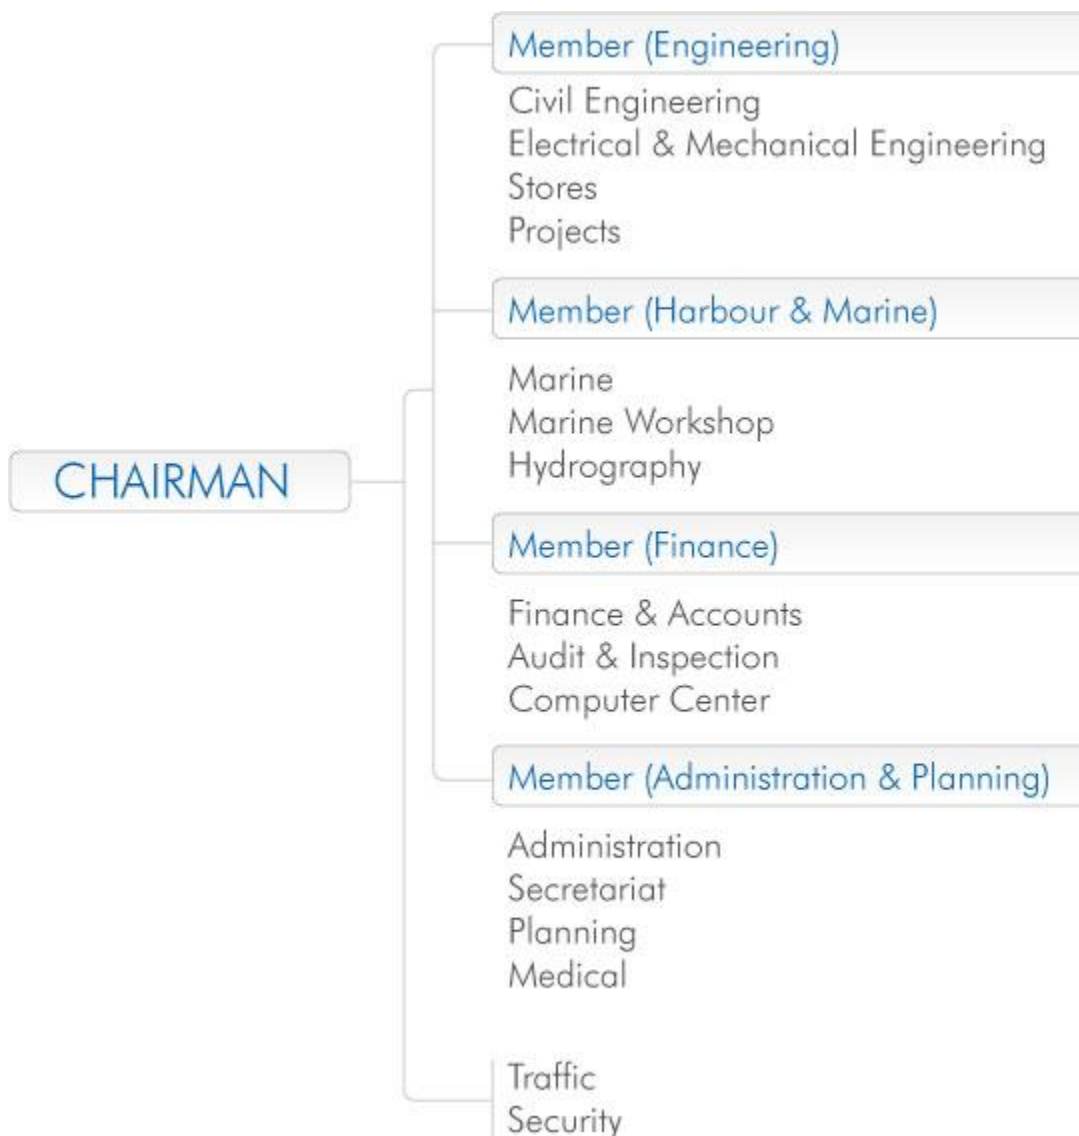 Member (Engineering)
Civil Engineering
Electrical & Mechanical Engineering
Stores
Projects
Member (Harbour & Marine)
Marine
Marine Workshop
Hydrography
CHAIRMAN
Member (Finance)
Finance & Accounts
Audit & Inspection
Computer Center
Member (Administration & Planning)
Administration
Secretariat
Planning
Medical
Traffic
Security